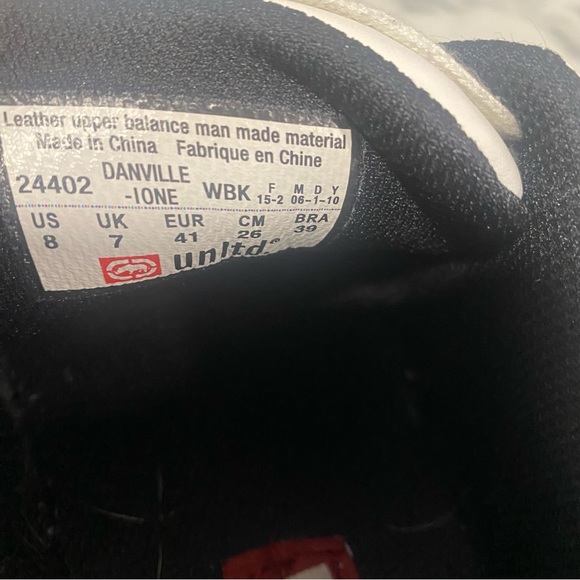 Leather upper balance man made material
Made in China Fabrique en Chine
24402 DANVILLE -IONE WBK F 15-2 M D Y 06-1-10
US UK EUR CM BRA
8 7 41 26 39
unltd.®